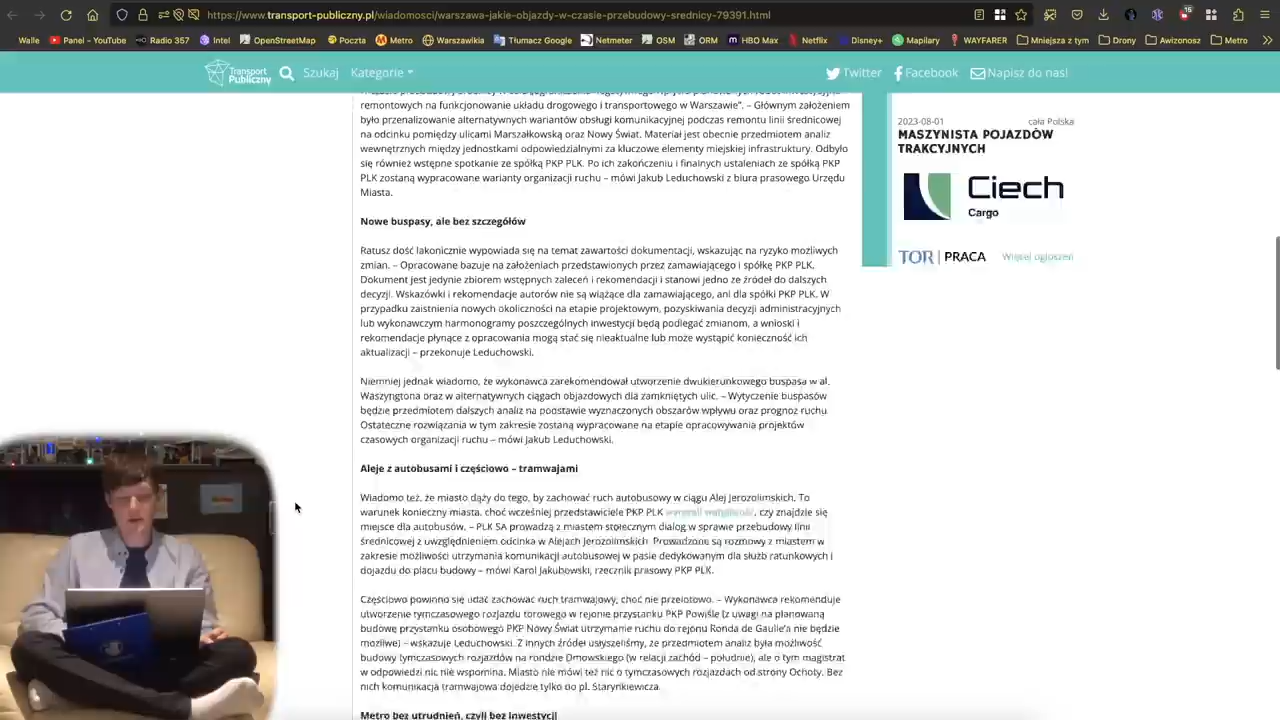 https://www.transport-publiczny.pl/wiadomosci/warszawa-jakie-objazdy-w-czasie-przebudowy-srednicy-79391.html
15
Walle Panel – YouTube Radio 357 Intel OpenStreetMap Poczta Metro Warszawikia Tłumacz Google Netmeter OSM ORM HBO Max Netflix Disney+ Mapilary WAYFARER Mniejsza z tym Drony Awizonosz Metro
Transport Publiczny Szukaj Kategorie Twitter Facebook Napisz do nas!
remontowych na funkcjonowanie układu drogowego i transportowego w Warszawie”. – Głównym założeniem
było przenalizowanie alternatywnych wariantów obsługi komunikacyjnej podczas remontu linii średnicowej
na odcinku pomiędzy ulicami Marszałkowską oraz Nowy Świat. Materiał jest obecnie przedmiotem analiz
wewnętrznych między jednostkami odpowiedzialnymi za kluczowe elementy miejskiej infrastruktury. Odbyło
się również wstępne spotkanie ze spółką PKP PLK. Po ich zakończeniu i finalnych ustaleniach ze spółką PKP
PLK zostaną wypracowane warianty organizacji ruchu – mówi Jakub Leduchowski z biura prasowego Urzędu
Miasta.
Nowe buspasy, ale bez szczegółów
Ratusz dość lakonicznie wypowiada się na temat zawartości dokumentacji, wskazując na ryzyko możliwych
zmian. – Opracowane bazuje na założeniach przedstawionych przez zamawiającego i spółkę PKP PLK.
Dokument jest jedynie zbiorem wstępnych zaleceń i rekomendacji i stanowi jedno ze źródeł do dalszych
decyzji. Wskazówki i rekomendacje autorów nie są wiążące dla zamawiającego, ani dla spółki PKP PLK. W
przypadku zaistnienia nowych okoliczności na etapie projektowym, pozyskiwania decyzji administracyjnych
lub wykonawczym harmonogramy poszczególnych inwestycji będą podlegać zmianom, a wnioski i
rekomendacje płynące z opracowania mogą stać się nieaktualne lub może wystąpić konieczność ich
aktualizacji – przekonuje Leduchowski.
Niemniej jednak wiadomo, że wykonawca zarekomendował utworzenie dwukierunkowego buspasa w al.
Waszyngtona oraz w alternatywnych ciągach objazdowych dla zamkniętych ulic. – Wytyczenie buspasów
będzie przedmiotem dalszych analiz na podstawie wyznaczonych obszarów wpływu oraz prognoz ruchu.
Ostateczne rozwiązania w tym zakresie zostaną wypracowane na etapie opracowywania projektów
czasowych organizacji ruchu – mówi Jakub Leduchowski.
Aleje z autobusami i częściowo – tramwajami
Wiadomo też, że miasto dąży do tego, by zachować ruch autobusowy w ciągu Alej Jerozolimskich. To
warunek konieczny miasta, choć wcześniej przedstawiciele PKP PLK wyrazili wątpliwość, czy znajdzie się
miejsce dla autobusów. – PLK SA prowadzą z miastem stołecznym dialog w sprawie przebudowy linii
średnicowej z uwzględnieniem odcinka w Alejach Jerozolimskich. Prowadzone są rozmowy z miastem w
zakresie możliwości utrzymania komunikacji autobusowej w pasie dedykowanym dla służb ratunkowych i
dojazdu do placu budowy – mówi Karol Jakubowski, rzecznik prasowy PKP PLK.
Częściowo powinno się udać zachować ruch tramwajowy, choć nie przelotowo. – Wykonawca rekomenduje
utworzenie tymczasowego rozjazdu torowego w rejonie przystanku PKP Powiśle [z uwagi na planowaną
budowę przystanku osobowego PKP Nowy Świat utrzymanie ruchu do rejonu Ronda de Gaulle’a nie będzie
możliwe] – wskazuje Leduchowski. Z innych źródeł usłyszeliśmy, że przedmiotem analiz była możliwość
budowy tymczasowych rozjazdów na rondzie Dmowskiego (w relacji zachód – południe), ale o tym magistrat
w odpowiedzi nic nie wspomina. Miasto nie mówi też nic o tymczasowych rozjazdach od strony Ochoty. Bez
nich komunikacja tramwajowa dojedzie tylko do pl. Starynkiewicza.
Metro bez utrudnień, czyli bez inwestycji
2023-08-01 cała Polska
MASZYNISTA POJAZDÓW
TRAKCYJNYCH
Ciech
Cargo
TOR | PRACA Więcej ogłoszeń